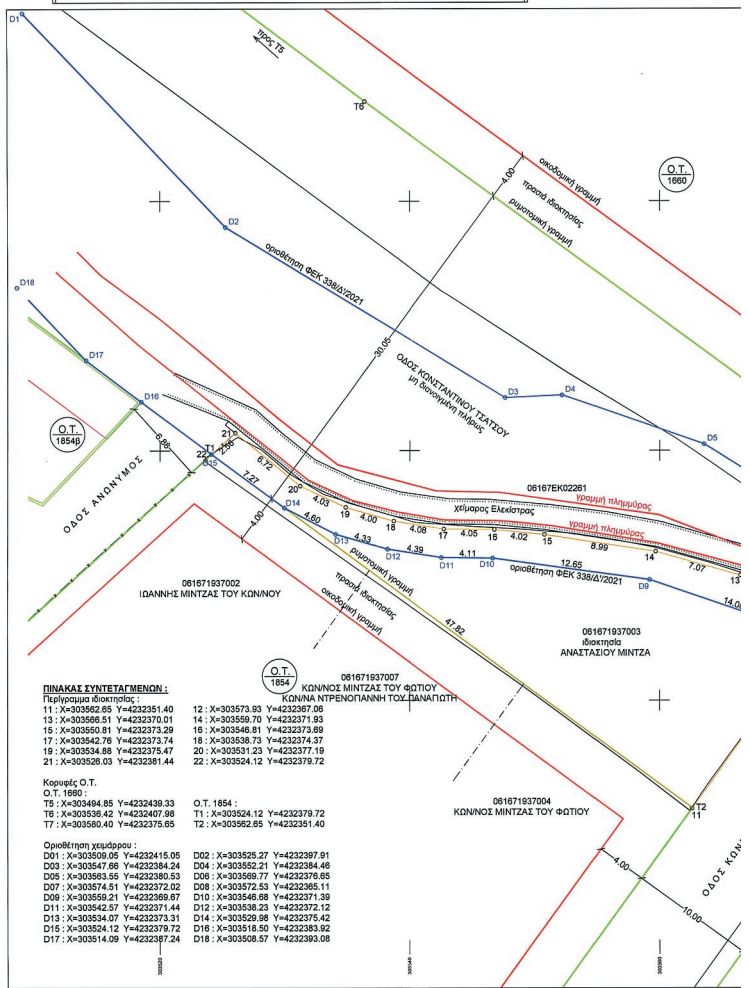 D1
προς T5
T6
4.00
οικοδομική γραμμή
πρασιά ιδιοκτησίας
ρυμοτομική γραμμή
Ο.Τ.
1660
D2
οριοθέτηση ΦΕΚ 338/Δ'/2021
D18
30.05
ΟΔΟΣ ΚΩΝΣΤΑΝΤΙΝΟΥ ΤΣΑΤΣΟΥ
μη διανοιγμένη πλήρως
D17
D3
D4
D16
D5
Ο.Τ.
1854β
6.86
21
2.56
T1
22
D15
6.72
06167ΕΚ02261
γραμμή πλημμύρας
ΟΔΟΣ ΑΝΩΝΥΜΟΣ
7.27
20
4.03
19
4.00
18
4.08
17
4.05
16
4.02
15
8.99
14
7.07
13
χείμαρος Ελεκίστρας
γραμμή πλημμύρας
D14
4.60
D13
4.33
D12
4.39
D11
4.11
D10
12.65
D9
14.08
οριοθέτηση ΦΕΚ 338/Δ'/2021
4.00
ρυμοτομική γραμμή
πρασιά ιδιοκτησίας
οικοδομική γραμμή
47.82
061671937002
ΙΩΑΝΝΗΣ ΜΙΝΤΖΑΣ ΤΟΥ ΚΩΝ/ΝΟΥ
061671937003
ιδιοκτησία
ΑΝΑΣΤΑΣΙΟΥ ΜΙΝΤΖΑ
Ο.Τ.
1854
061671937007
ΚΩΝ/ΝΟΣ ΜΙΝΤΖΑΣ ΤΟΥ ΦΩΤΙΟΥ
ΚΩΝ/ΝΑ ΝΤΡΕΝΟΓΙΑΝΝΗ ΤΟΥ ΠΑΝΑΓΙΩΤΗ
ΠΙΝΑΚΑΣ ΣΥΝΤΕΤΑΓΜΕΝΩΝ :
Περίγραμμα ιδιοκτησίας :
11 : X=303562.65 Y=4232351.40 12 : X=303573.93 Y=4232367.06
13 : X=303566.51 Y=4232370.01 14 : X=303559.70 Y=4232371.93
15 : X=303550.81 Y=4232373.29 16 : X=303546.81 Y=4232373.69
17 : X=303542.76 Y=4232373.74 18 : X=303538.73 Y=4232374.37
19 : X=303534.88 Y=4232375.47 20 : X=303531.23 Y=4232377.19
21 : X=303526.03 Y=4232381.44 22 : X=303524.12 Y=4232379.72
Κορυφές Ο.Τ.
Ο.Τ. 1660 :
T5 : X=303494.85 Y=4232439.33 Ο.Τ. 1854 :
T6 : X=303536.42 Y=4232407.98 T1 : X=303524.12 Y=4232379.72
T7 : X=303580.40 Y=4232375.65 T2 : X=303562.65 Y=4232351.40
Οριοθέτηση χειμάρρου :
D01 : X=303509.05 Y=4232415.05 D02 : X=303525.27 Y=4232397.91
D03 : X=303547.66 Y=4232384.24 D04 : X=303552.21 Y=4232384.46
D05 : X=303563.55 Y=4232380.53 D06 : X=303569.77 Y=4232376.65
D07 : X=303574.51 Y=4232372.02 D08 : X=303572.53 Y=4232365.11
D09 : X=303559.21 Y=4232369.67 D10 : X=303546.68 Y=4232371.39
D11 : X=303542.57 Y=4232371.44 D12 : X=303538.23 Y=4232372.12
D13 : X=303534.07 Y=4232373.31 D14 : X=303529.98 Y=4232375.42
D15 : X=303524.12 Y=4232379.72 D16 : X=303518.50 Y=4232383.92
D17 : X=303514.09 Y=4232387.24 D18 : X=303508.57 Y=4232393.08
061671937004
ΚΩΝ/ΝΟΣ ΜΙΝΤΖΑΣ ΤΟΥ ΦΩΤΙΟΥ
T2
11
4.00
10.00
ΟΔΟΣ ΚΩΝ
303520
303540
303560